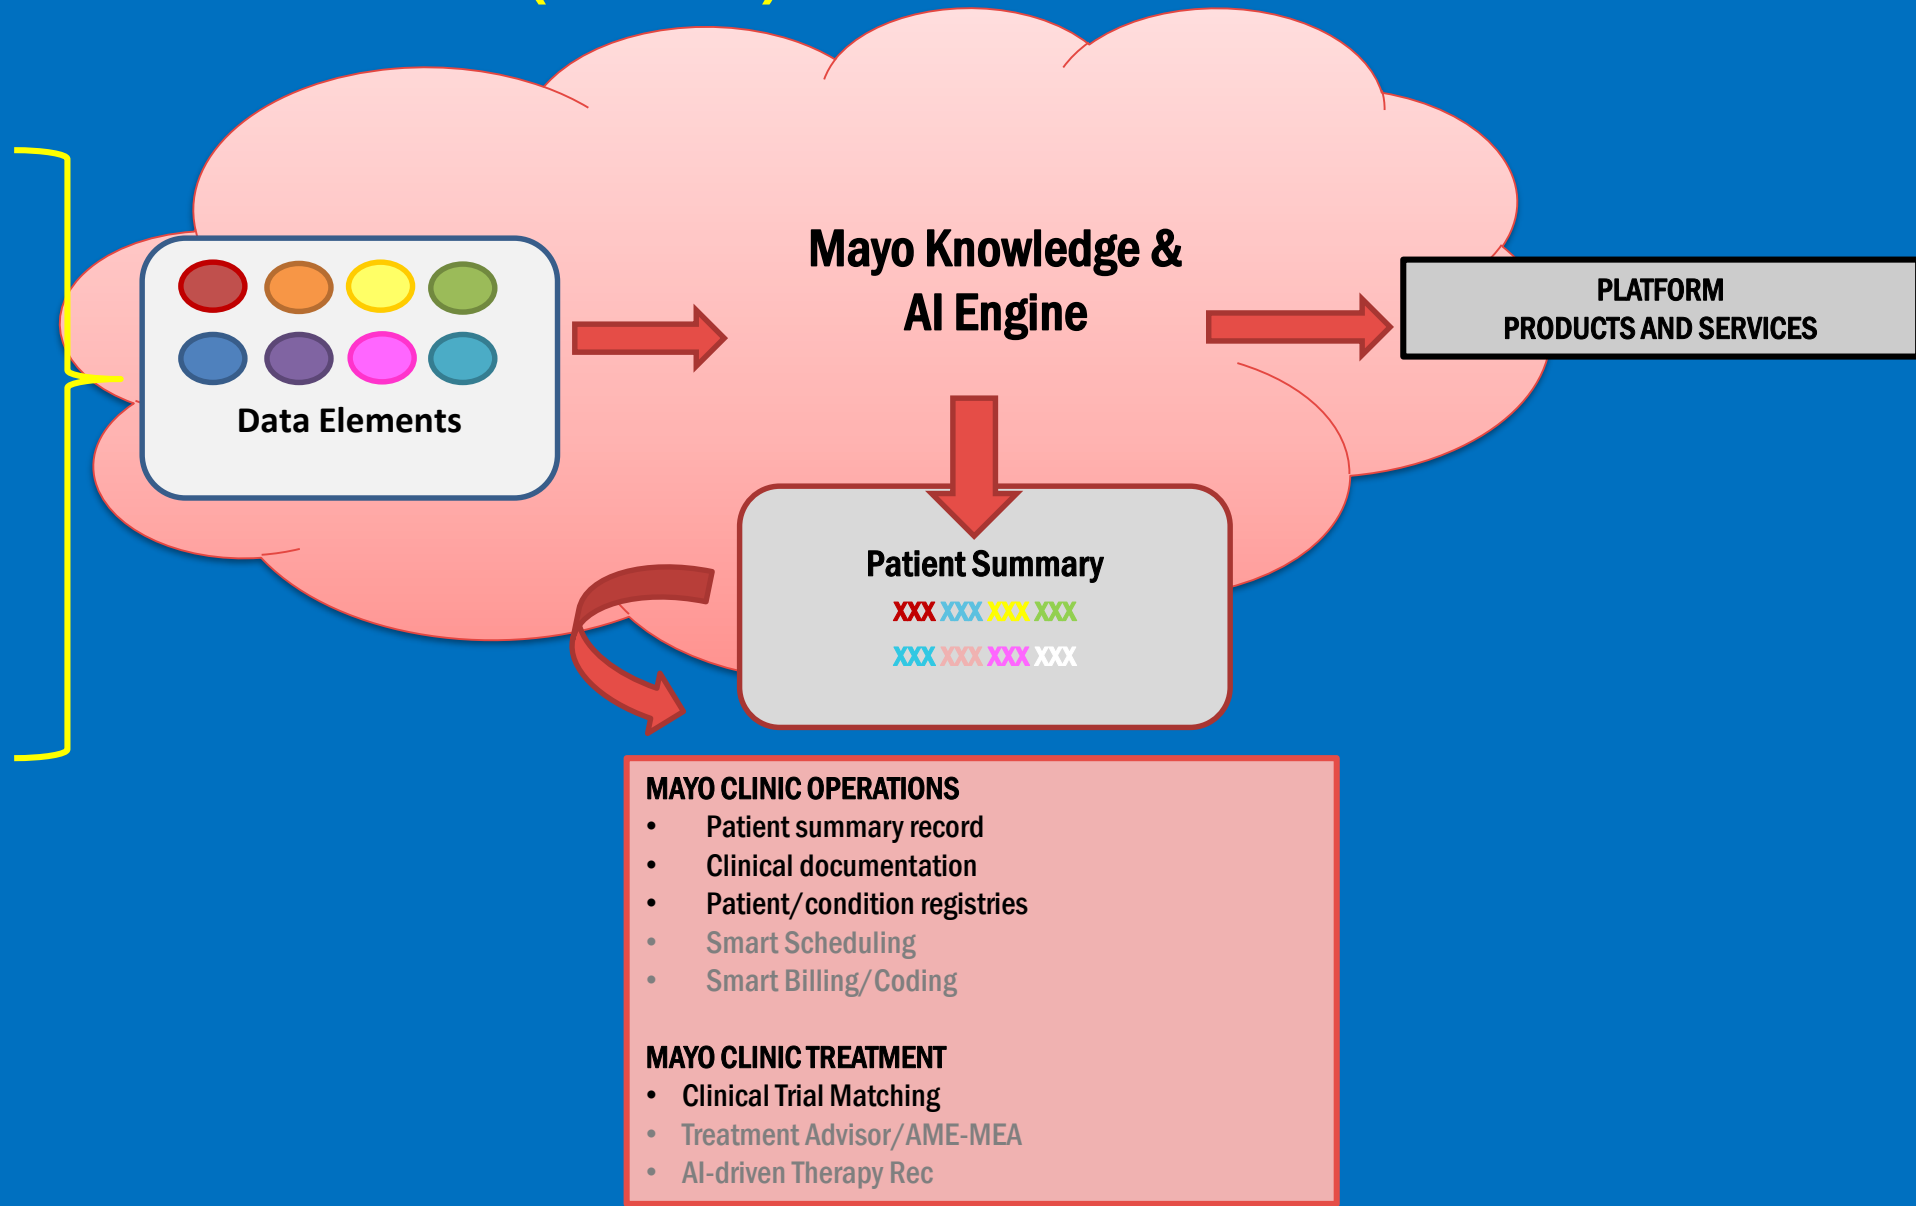 Mayo Knowledge &
AI Engine
PLATFORM
PRODUCTS AND SERVICES
Data Elements
Patient Summary
XXX XXX XXX XXX
XXX XXX XXX XXX
MAYO CLINIC OPERATIONS
• Patient summary record
• Clinical documentation
• Patient/condition registries
• Smart Scheduling
• Smart Billing/Coding
MAYO CLINIC TREATMENT
• Clinical Trial Matching
• Treatment Advisor/AME-MEA
• AI-driven Therapy Rec